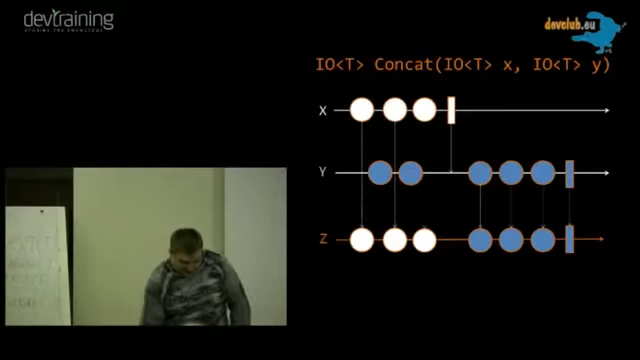 devtraining
SHARING THE KNOWLEDGE
devclub.eu
IO<T> Concat(IO<T> x, IO<T> y)
X
Y
Z